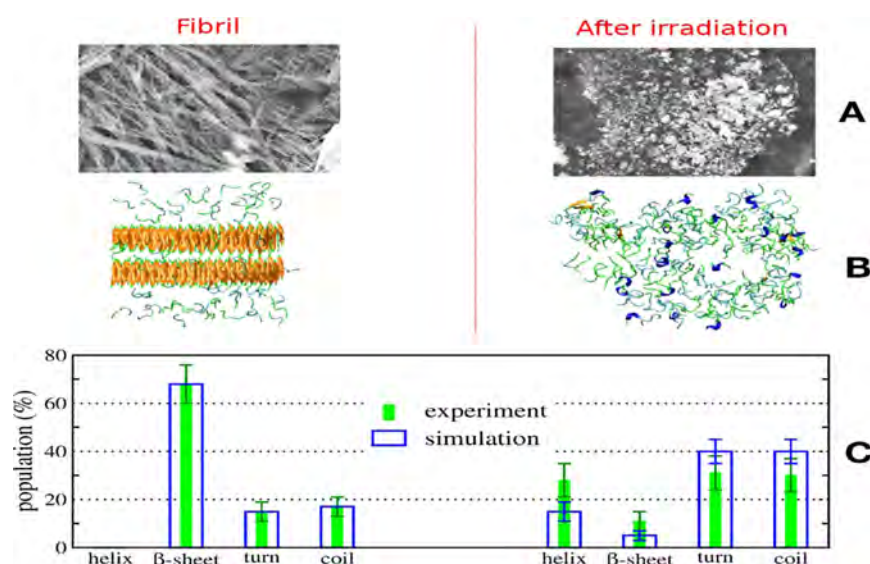 Fibril
After irradiation
A
B
C
80
60
40
20
0
population (%)
experiment
simulation
helix β-sheet turn coil
helix β-sheet turn coil